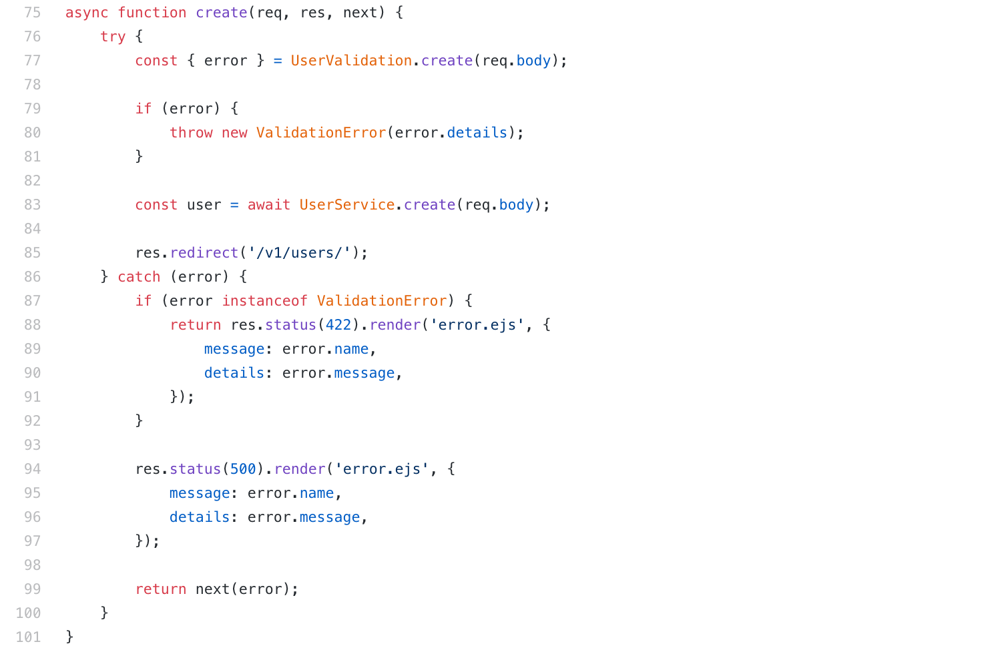 75 async function create(req, res, next) {
76     try {
77         const { error } = UserValidation.create(req.body);
78
79         if (error) {
80             throw new ValidationError(error.details);
81         }
82
83         const user = await UserService.create(req.body);
84
85         res.redirect('/v1/users/');
86     } catch (error) {
87         if (error instanceof ValidationError) {
88             return res.status(422).render('error.ejs', {
89                 message: error.name,
90                 details: error.message,
91             });
92         }
93
94         res.status(500).render('error.ejs', {
95             message: error.name,
96             details: error.message,
97         });
98
99         return next(error);
100     }
101 }